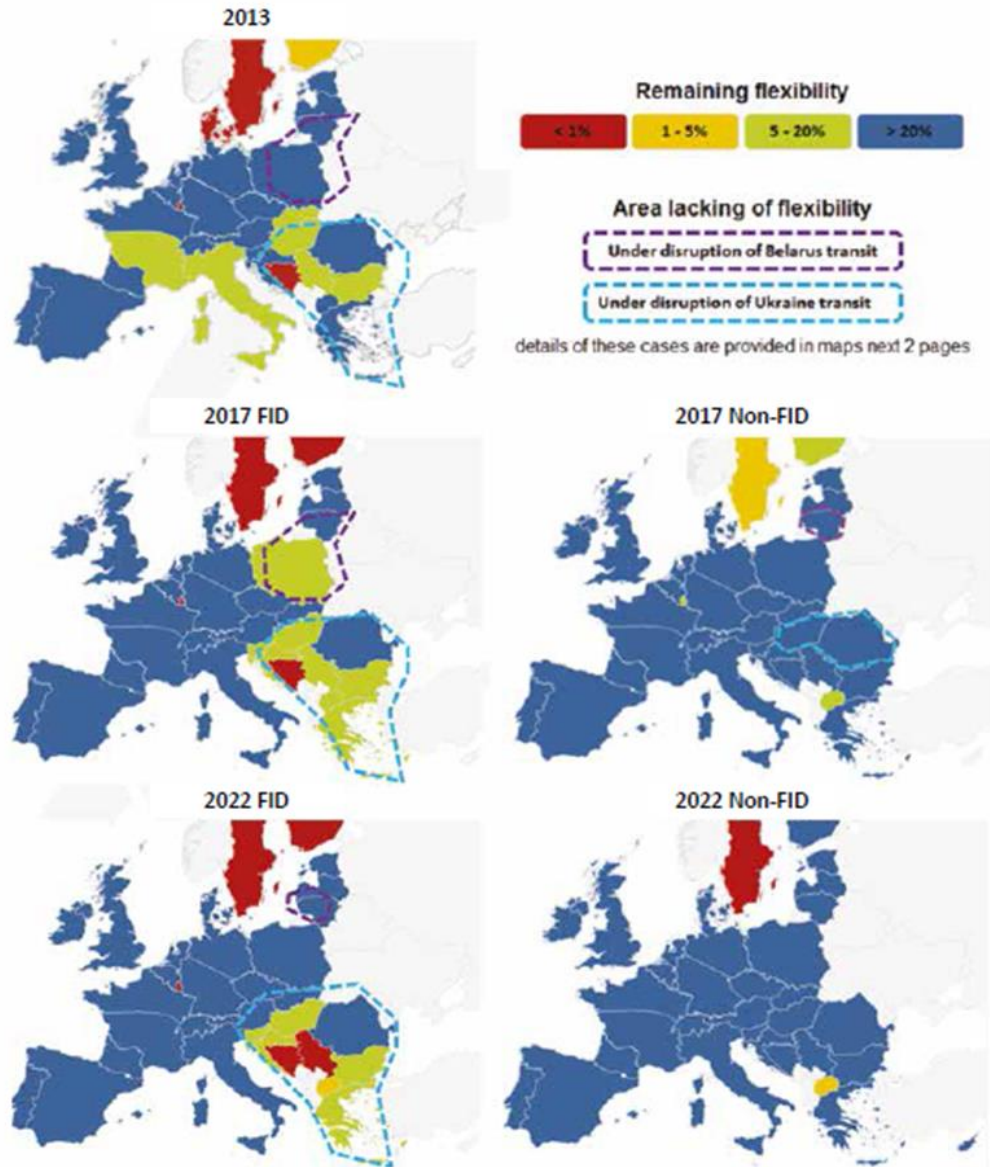 2013
Remaining flexibility
< 1%
1 - 5%
5 - 20%
> 20%
Area lacking of flexibility
Under disruption of Belarus transit
Under disruption of Ukraine transit
details of these cases are provided in maps next 2 pages
2017 FID
2017 Non-FID
2022 FID
2022 Non-FID